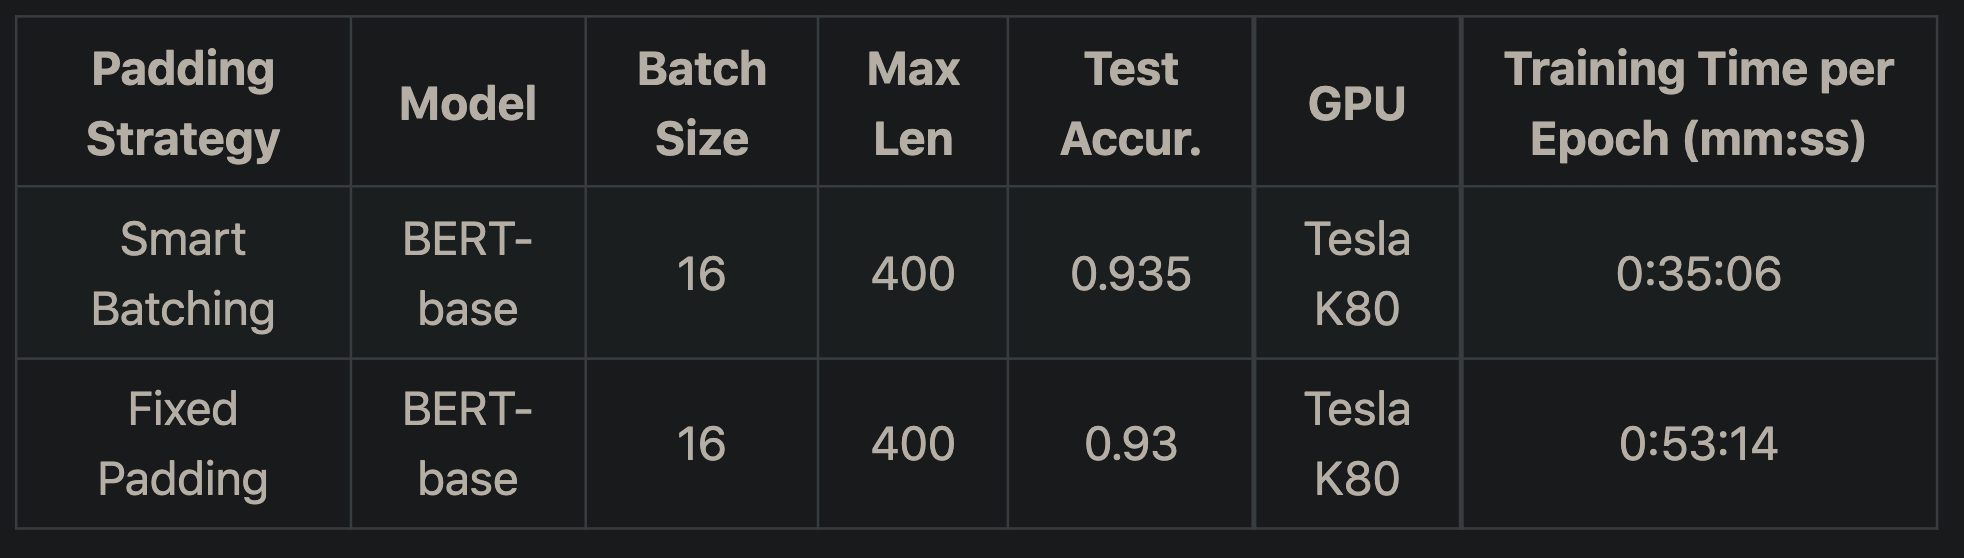 Padding Strategy | Model | Batch Size | Max Len | Test Accur. | GPU | Training Time per Epoch (mm:ss)
Smart Batching | BERT-base | 16 | 400 | 0.935 | Tesla K80 | 0:35:06
Fixed Padding | BERT-base | 16 | 400 | 0.93 | Tesla K80 | 0:53:14